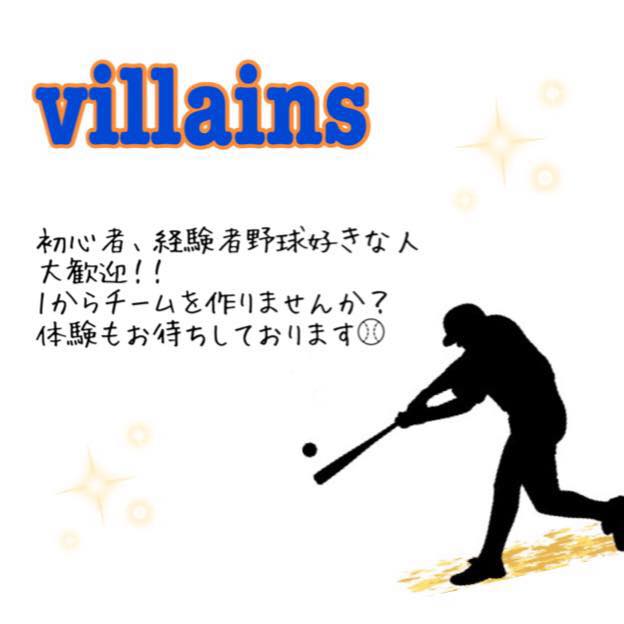 villains
初心者、経験者野球好きな人
大歓迎!!
1からチームを作りませんか?
体験もお待ちしております⚾